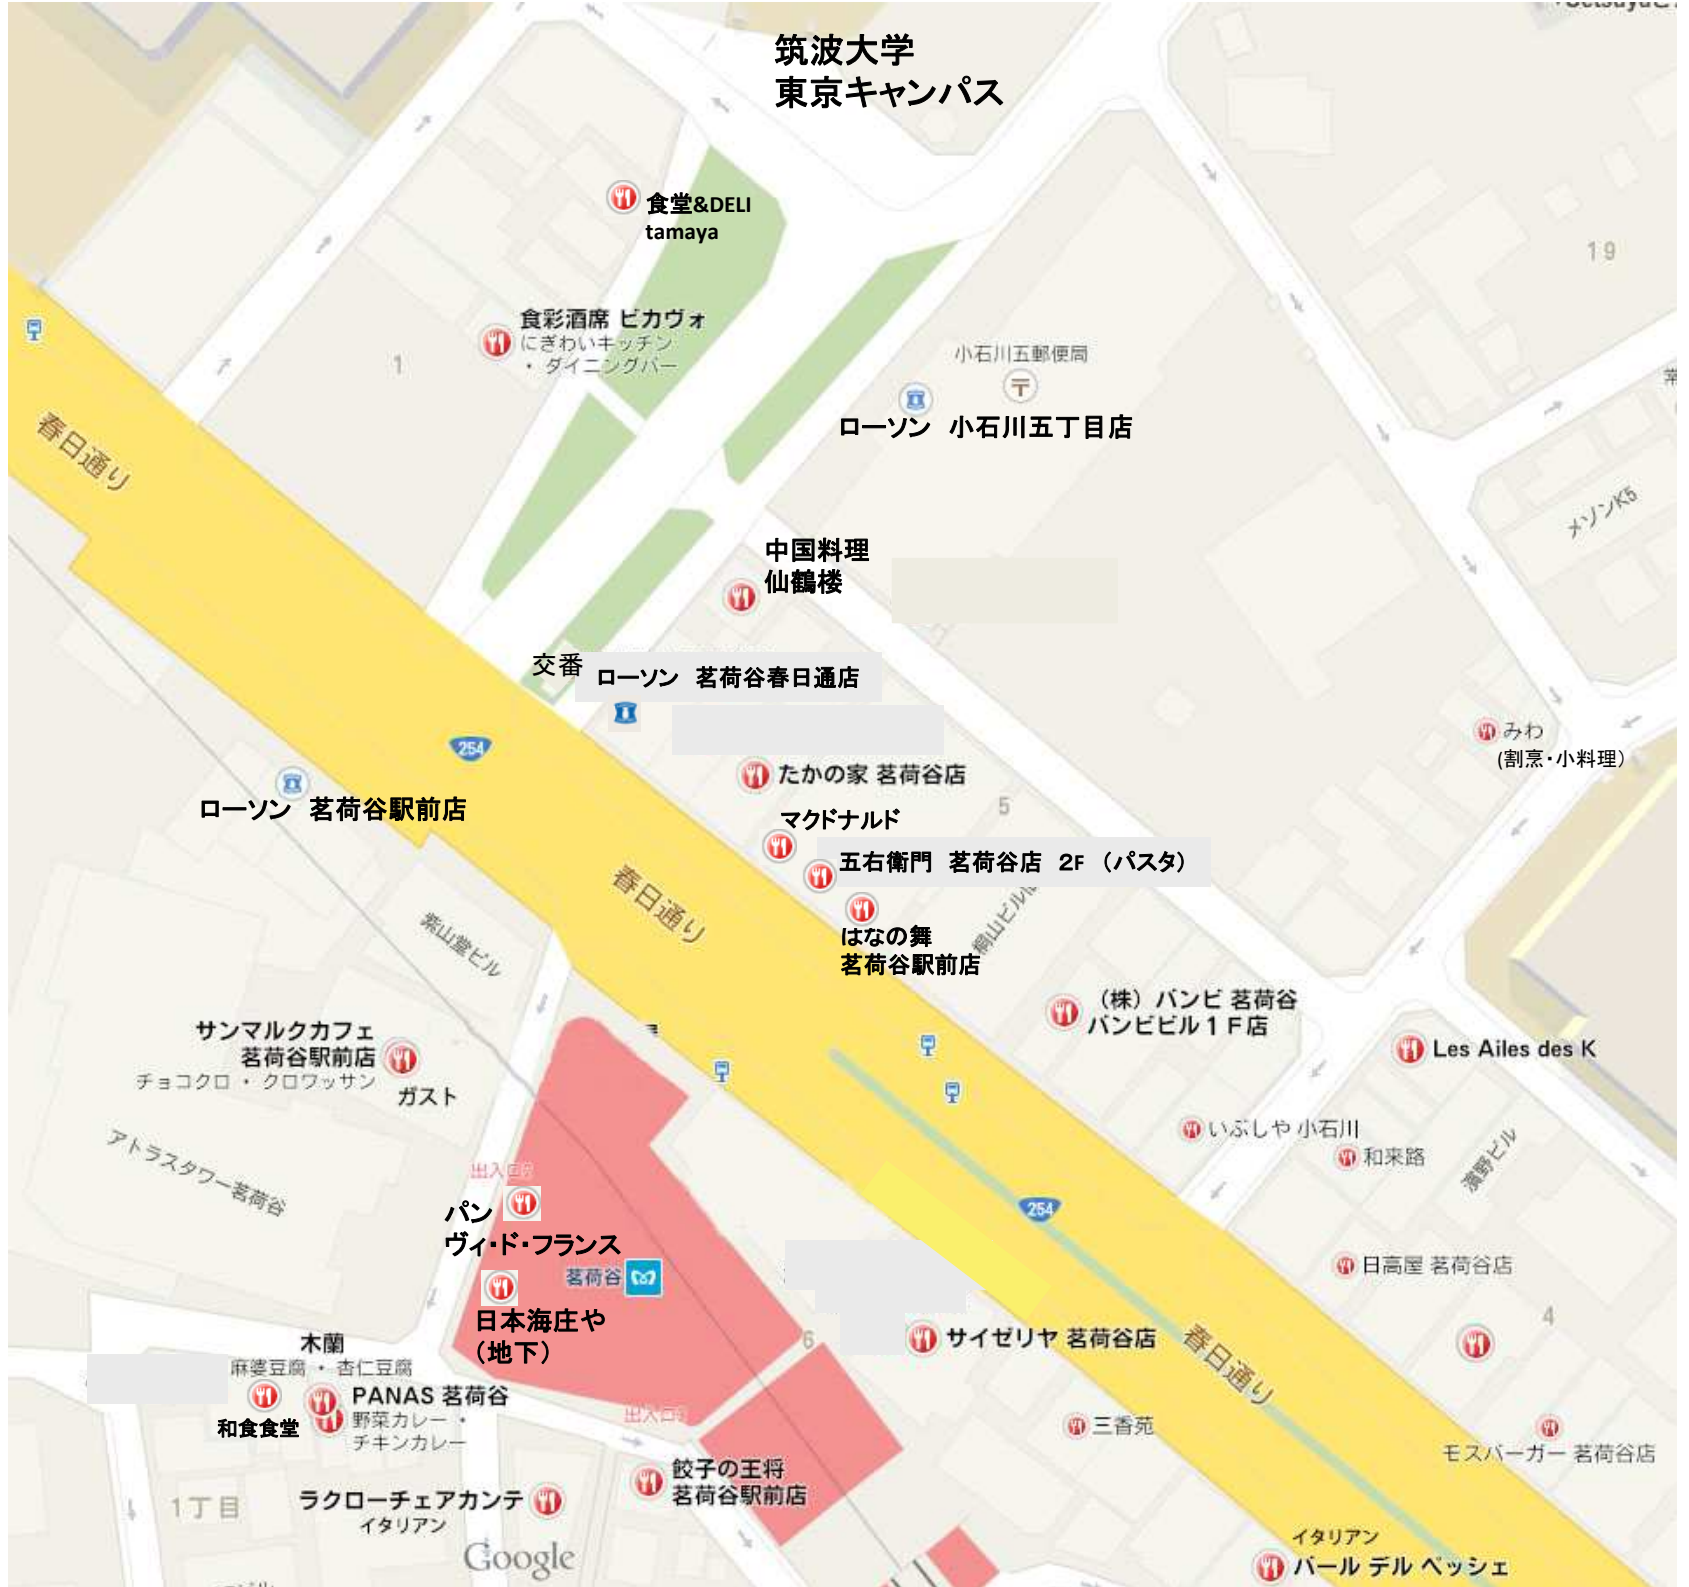 筑波大学
東京キャンパス
食堂&DELI
tamaya
19
食彩酒席 ビカヴォ
にぎわいキッチン
・ ダイニングバー
1
小石川五郵便局
ローソン 小石川五丁目店
春日通り
メゾンK5
中国料理
仙鶴楼
交番
ローソン 茗荷谷春日通店
254
みわ
(割烹・小料理)
たかの家 茗荷谷店
ローソン 茗荷谷駅前店
5
マクドナルド
五右衛門 茗荷谷店 2F (パスタ)
春日通り
はなの舞
茗荷谷駅前店
紫山堂ビル
(株) バンビ 茗荷谷
バンビビル1F店
サンマルクカフェ
茗荷谷駅前店
チョコクロ ・ クロワッサン
ガスト
Les Ailes des K
いぶしや 小石川
和来路
濱野ビル
アトラスタワー茗荷谷
出入口
パン
ヴィ・ド・フランス
254
茗荷谷
日高屋 茗荷谷店
日本海庄や
(地下)
6
サイゼリヤ 茗荷谷店
春日通り
4
木蘭
麻婆豆腐 ・ 杏仁豆腐
PANAS 茗荷谷
野菜カレー ・
チキンカレー
和食食堂
出入口
三香苑
モスバーガー 茗荷谷店
餃子の王将
茗荷谷駅前店
1丁目
ラクローチェアカンテ
イタリアン
Google
イタリアン
バール デル ペッシェ